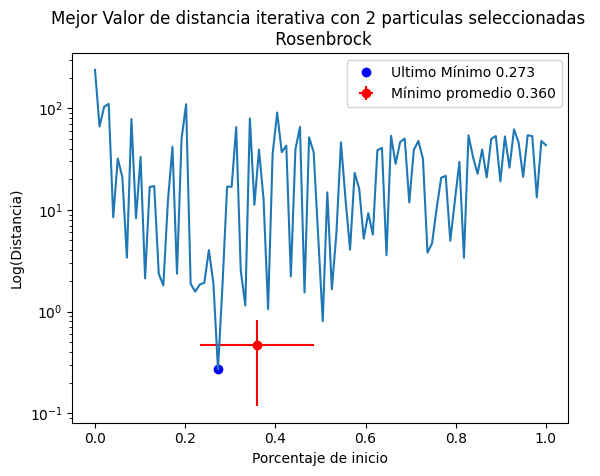 Mejor Valor de distancia iterativa con 2 particulas seleccionadas
Rosenbrock
Ultimo Mínimo 0.273
Mínimo promedio 0.360
Log(Distancia)
10²
10¹
10⁰
10⁻¹
0.0 0.2 0.4 0.6 0.8 1.0
Porcentaje de inicio